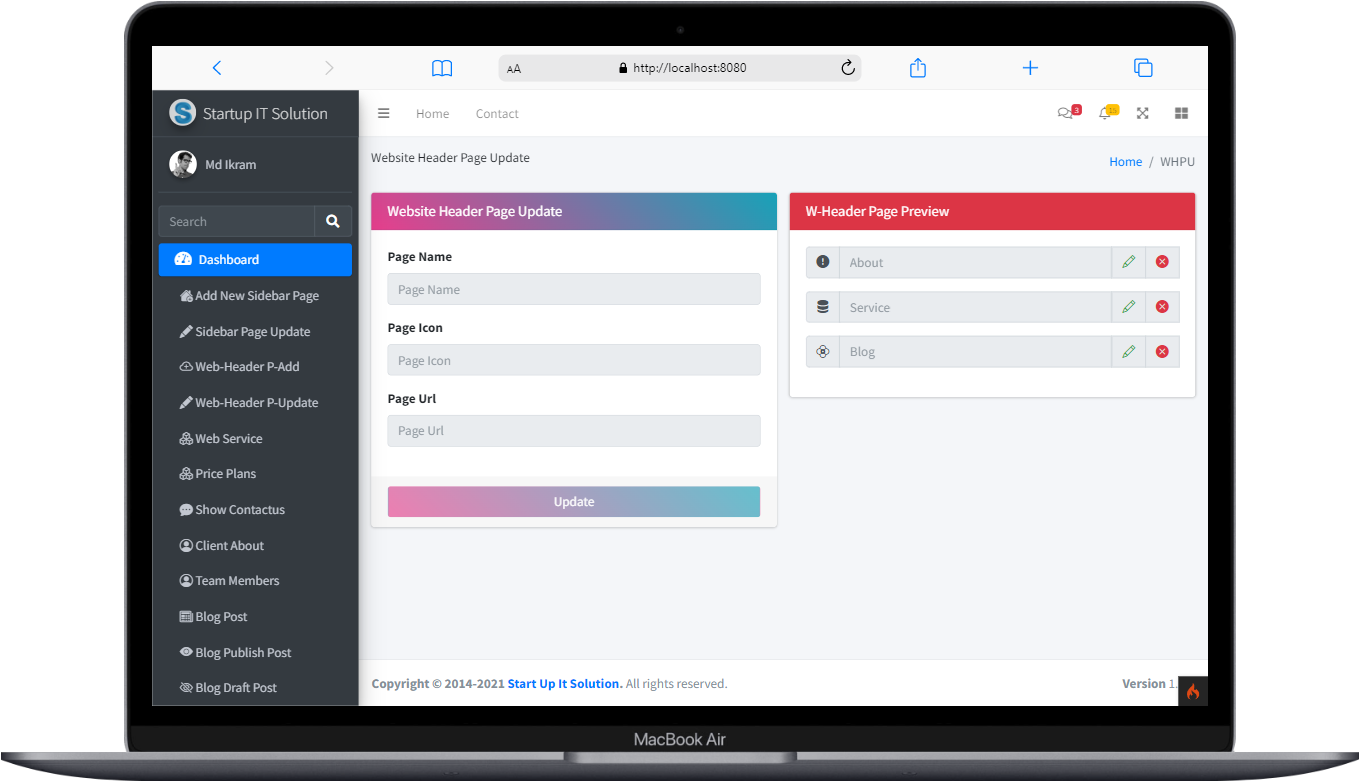 AA
http://localhost:8080
Startup IT Solution
Home
Contact
3
15
Md Ikram
Website Header Page Update
Home / WHPU
Search
Dashboard
Add New Sidebar Page
Sidebar Page Update
Web-Header P-Add
Web-Header P-Update
Web Service
Price Plans
Show Contactus
Client About
Team Members
Blog Post
Blog Publish Post
Blog Draft Post
Website Header Page Update
Page Name
Page Name
Page Icon
Page Icon
Page Url
Page Url
Update
W-Header Page Preview
About
Service
Blog
Copyright © 2014-2021 Start Up It Solution. All rights reserved.
Version 1.
MacBook Air